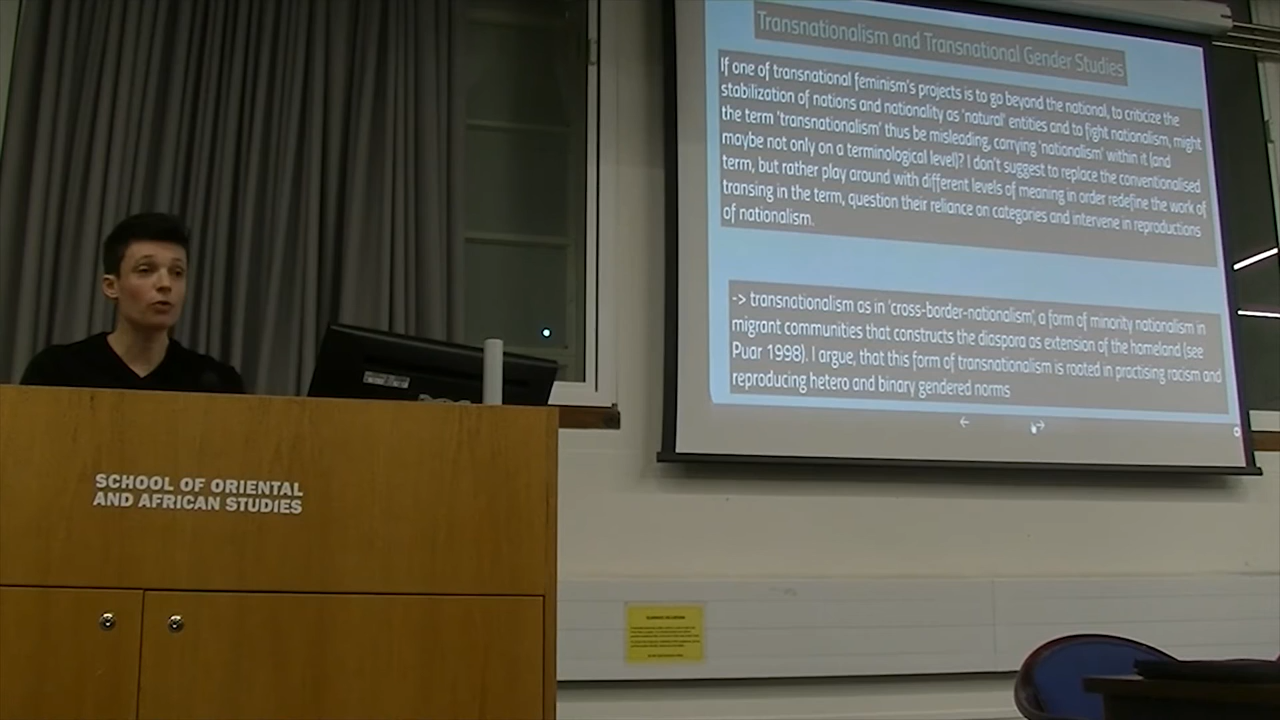 Transnationalism and Transnational Gender Studies
If one of transnational feminism's projects is to go beyond the national, to criticize the
stabilization of nations and nationality as 'natural' entities and to fight nationalism, might
the term 'transnationalism' thus be misleading, carrying 'nationalism' within it (and
maybe not only on a terminological level)? I don't suggest to replace the conventionalised
term, but rather play around with different levels of meaning in order redefine the work of
transing in the term, question their reliance on categories and intervene in reproductions
of nationalism.
-> transnationalism as in 'cross-border-nationalism', a form of minority nationalism in
migrant communities that constructs the diaspora as extension of the homeland (see
Puar 1998). I argue, that this form of transnationalism is rooted in practising racism and
reproducing hetero and binary gendered norms
SCHOOL OF ORIENTAL
AND AFRICAN STUDIES